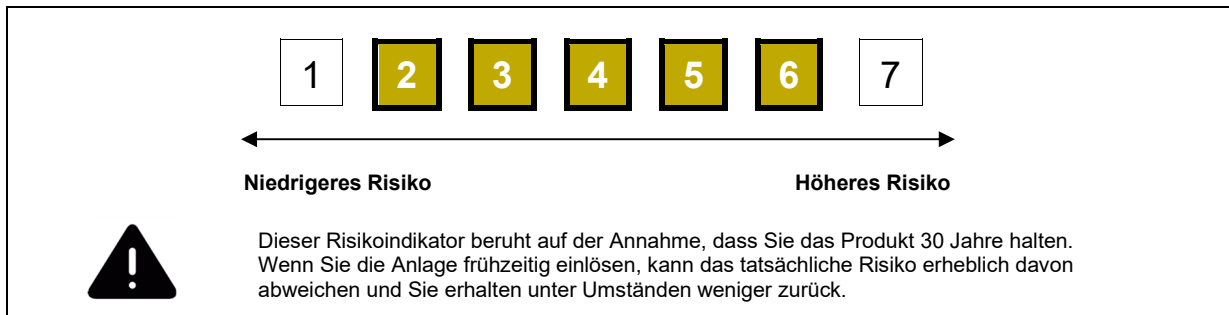 1 2 3 4 5 6 7
Niedrigeres Risiko Höheres Risiko
Dieser Risikoindikator beruht auf der Annahme, dass Sie das Produkt 30 Jahre halten.
Wenn Sie die Anlage frühzeitig einlösen, kann das tatsächliche Risiko erheblich davon
abweichen und Sie erhalten unter Umständen weniger zurück.